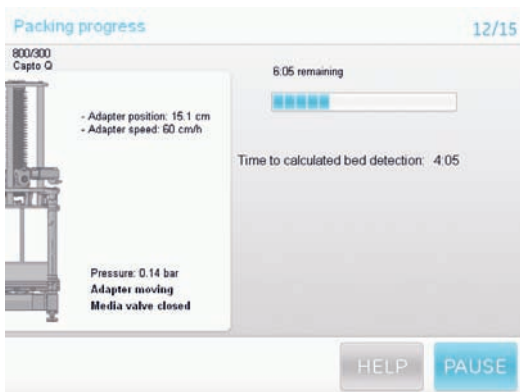 Packing progress
12/15
800/300
Capto Q
6:05 remaining
- Adapter position: 15.1 cm
- Adapter speed: 60 cm/h
Time to calculated bed detection: 4:05
Pressure: 0.14 bar
Adapter moving
Media valve closed
HELP
PAUSE